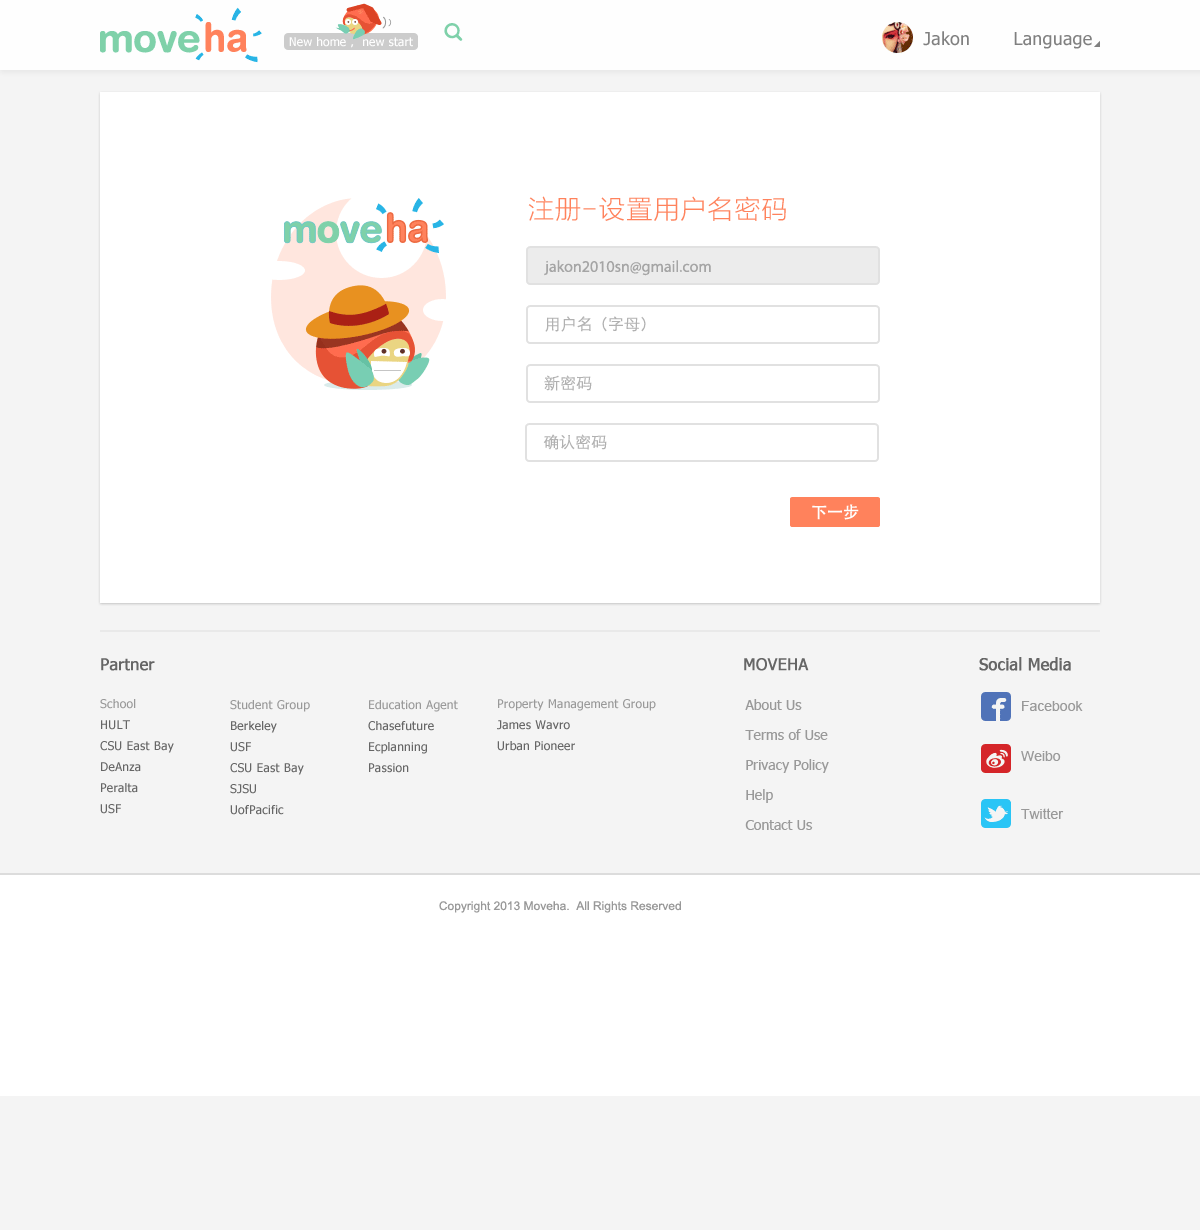 moveha
New home， new start
Jakon
Language
moveha
注册-设置用户名密码
jakon2010sn@gmail.com
用户名（字母）
新密码
确认密码
下一步
Partner
School
HULT
CSU East Bay
DeAnza
Peralta
USF
Student Group
Berkeley
USF
CSU East Bay
SJSU
UofPacific
Education Agent
Chasefuture
Ecplanning
Passion
Property Management Group
James Wavro
Urban Pioneer
MOVEHA
About Us
Terms of Use
Privacy Policy
Help
Contact Us
Social Media
Facebook
Weibo
Twitter
Copyright 2013 Moveha.  All Rights Reserved